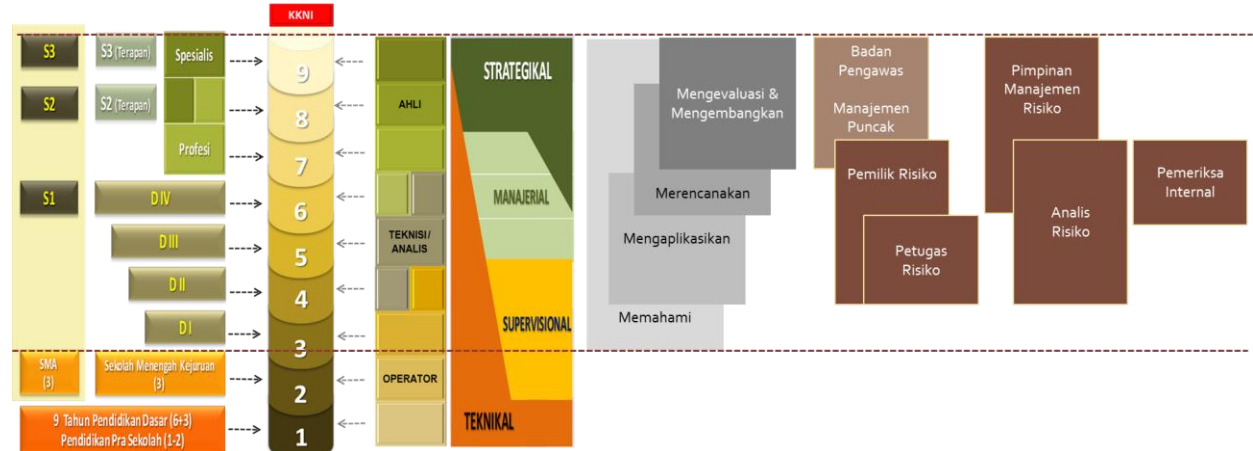 KKNI
S3
S3 (Terapan)
Spesialis
9
S2
S2 (Terapan)
8
Profesi
7
S1
D IV
6
D III
5
D II
4
D I
3
SMA
(3)
Sekolah Menengah Kejuruan
(3)
2
9 Tahun Pendidikan Dasar (6+3)
Pendidikan Pra Sekolah (1-2)
1
AHLI
TEKNISI/
ANALIS
OPERATOR
STRATEGIKAL
MANAJERIAL
SUPERVISIONAL
TEKNIKAL
Mengevaluasi &
Mengembangkan
Merencanakan
Mengaplikasikan
Memahami
Badan
Pengawas
Manajemen
Puncak
Pemilik Risiko
Petugas
Risiko
Pimpinan
Manajemen
Risiko
Analis
Risiko
Pemeriksa
Internal